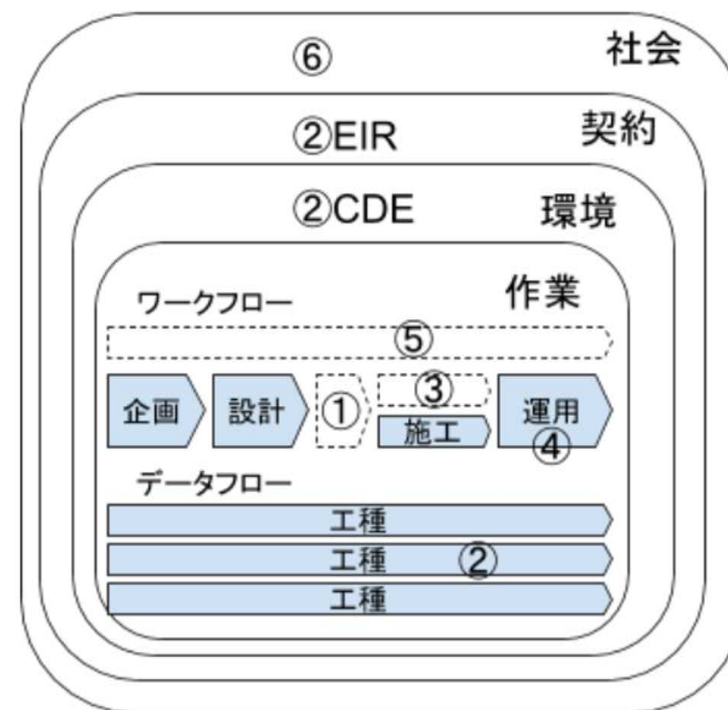 ⑥ 社会
②EIR 契約
②CDE 環境
作業
ワークフロー
⑤
企画 設計 ① ③ 運用
施工 ④
データフロー
工種
工種 ②
工種